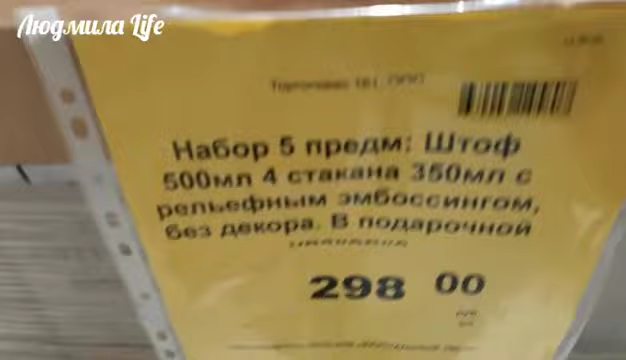 Людмила Life
Набор 5 предм: Штоф
500мл 4 стакана 350мл с
рельефным эмбоссингом,
без декора. В подарочной
298 00